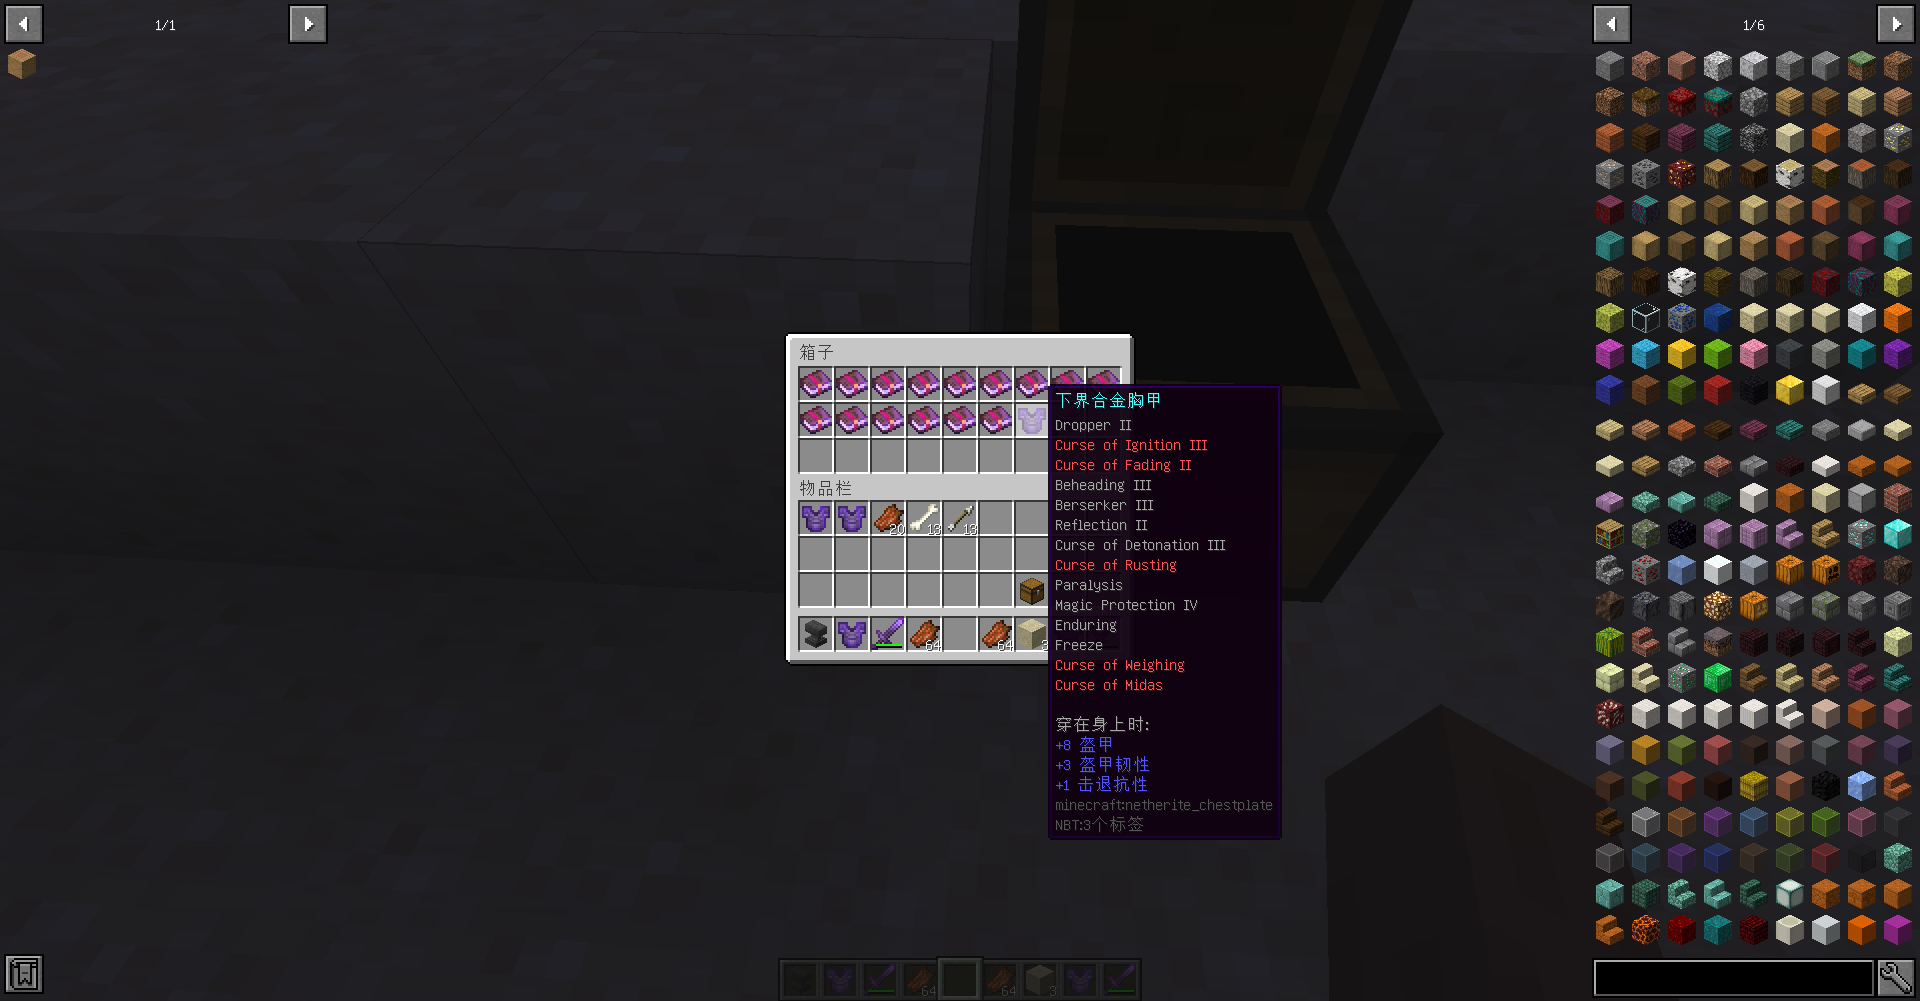 1/1
1/6
箱子
下界合金胸甲
Dropper II
Curse of Ignition III
Curse of Fading II
Beheading III
Berserker III
Reflection II
Curse of Detonation III
Curse of Rusting
Paralysis
Magic Protection IV
Enduring
Freeze
Curse of Weighing
Curse of Midas
穿在身上时:
+8 盔甲
+3 盔甲韧性
+1 击退抗性
minecraft:netherite_chestplate
NBT:3个标签
物品栏
20 13 13
64 64 3
64 64 3